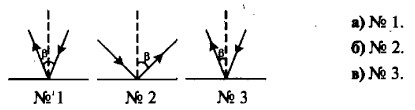 β
β
β
№ 1
№ 2
№ 3
а) № 1.
б) № 2.
в) № 3.